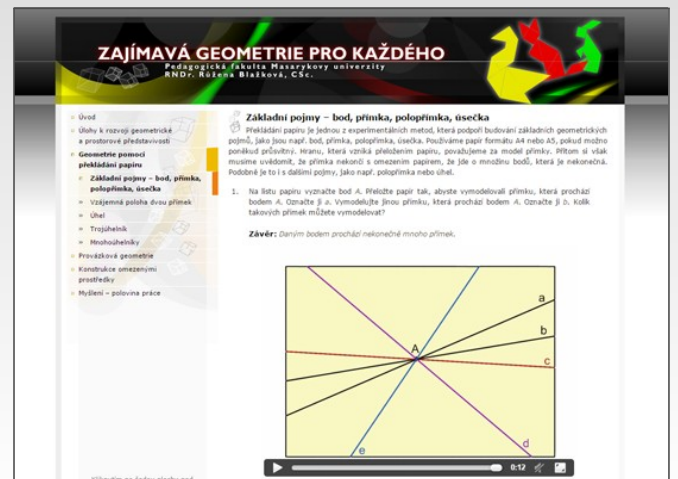 ZAJÍMAVÁ GEOMETRIE PRO KAŽDÉHO
Pedagogická fakulta Masarykovy univerzity
RNDr. Růžena Blažková, CSc.
Úvod
Úlohy k rozvoji geometrické
a prostorové představivosti
Geometrie pomocí
překládání papíru
Základní pojmy – bod, přímka,
polopřímka, úsečka
Vzájemná poloha dvou přímek
Úhel
Trojúhelník
Mnohoúhelníky
Provázková geometrie
Konstrukce omezenými
prostředky
Myšlení – polovina práce
Základní pojmy – bod, přímka, polopřímka, úsečka
Překládání papíru je jednou z experimentálních metod, která podpoří budování základních geometrických
pojmů, jako jsou např. bod, přímka, polopřímka, úsečka. Používáme papír formátu A4 nebo A5, pokud možno
poněkud průsvitný. Hranu, která vzniká přeložením papíru, považujeme za model přímky. Přitom si však
musíme uvědomit, že přímka nekončí s omezením papírem, že jde o množinu bodů, která je nekonečná.
Podobně je to i s dalšími pojmy, jako např. polopřímka nebo úhel.
1. Na listu papíru vyznačte bod A. Přeložte papír tak, abyste vymodelovali přímku, která prochází
bodem A. Označte ji a. Vymodelujte jinou přímku, která prochází bodem A. Označte ji b. Kolik
takových přímek můžete vymodelovat?
Závěr: Daným bodem prochází nekonečně mnoho přímek.
a
b
A
c
d
e
0:12